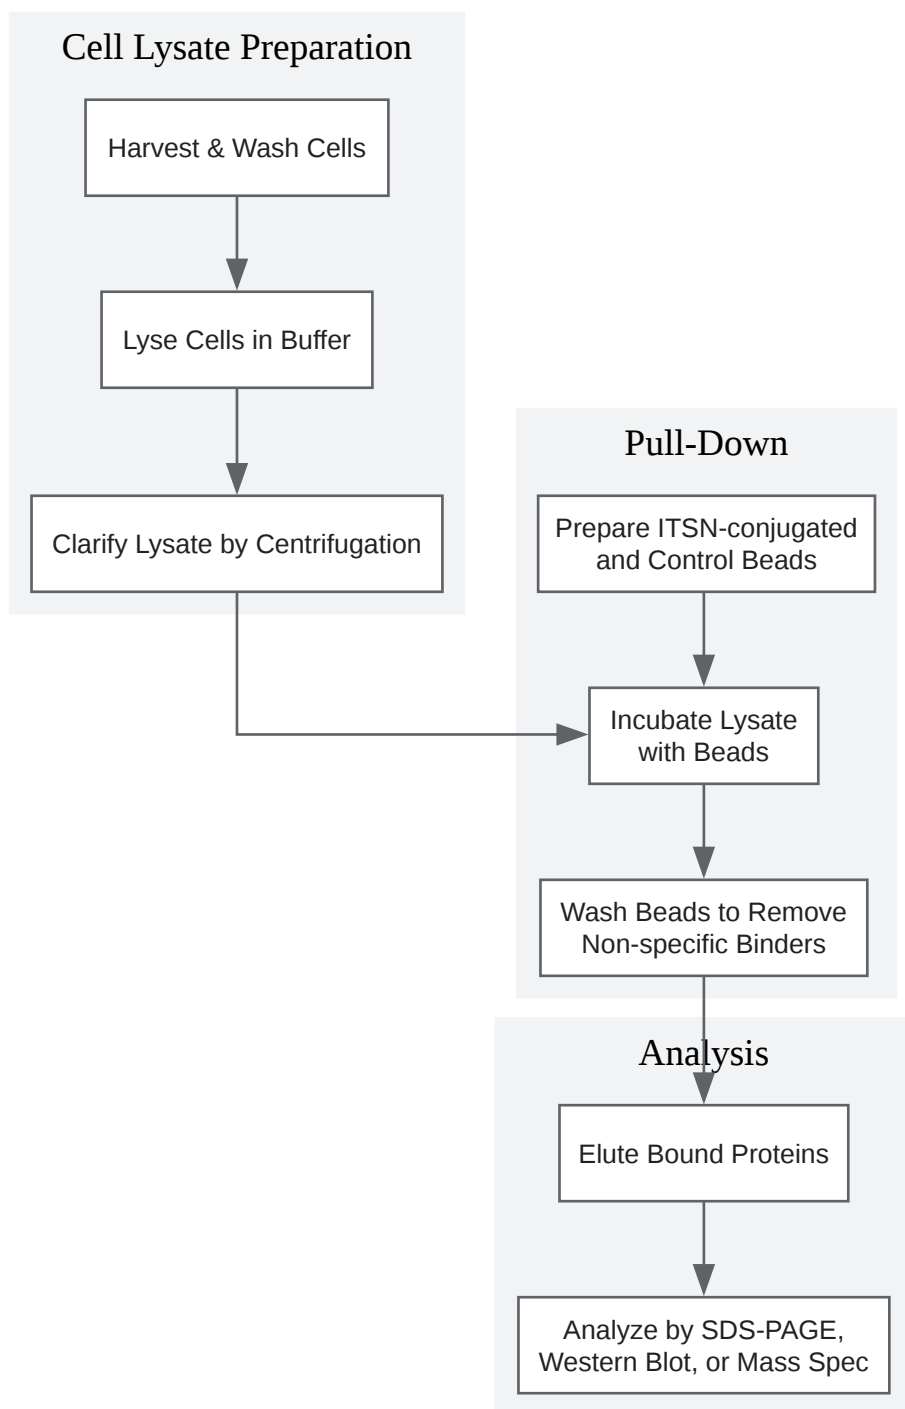 Cell Lysate Preparation
Harvest & Wash Cells
Lyse Cells in Buffer
Clarify Lysate by Centrifugation
Pull-Down
Prepare ITSN-conjugated
and Control Beads
Incubate Lysate
with Beads
Wash Beads to Remove
Non-specific Binders
Analysis
Elute Bound Proteins
Analyze by SDS-PAGE,
Western Blot, or Mass Spec